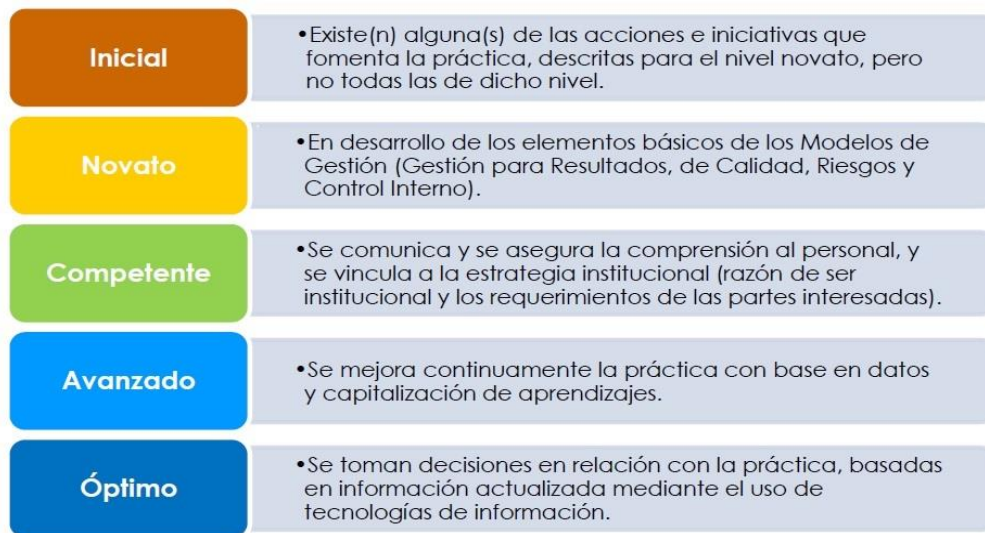 Inicial
•Existe(n) alguna(s) de las acciones e iniciativas que
fomenta la práctica, descritas para el nivel novato, pero
no todas las de dicho nivel.
Novato
•En desarrollo de los elementos básicos de los Modelos de
Gestión (Gestión para Resultados, de Calidad, Riesgos y
Control Interno).
Competente
•Se comunica y se asegura la comprensión al personal, y
se vincula a la estrategia institucional (razón de ser
institucional y los requerimientos de las partes interesadas).
Avanzado
•Se mejora continuamente la práctica con base en datos
y capitalización de aprendizajes.
Óptimo
•Se toman decisiones en relación con la práctica, basadas
en información actualizada mediante el uso de
tecnologías de información.